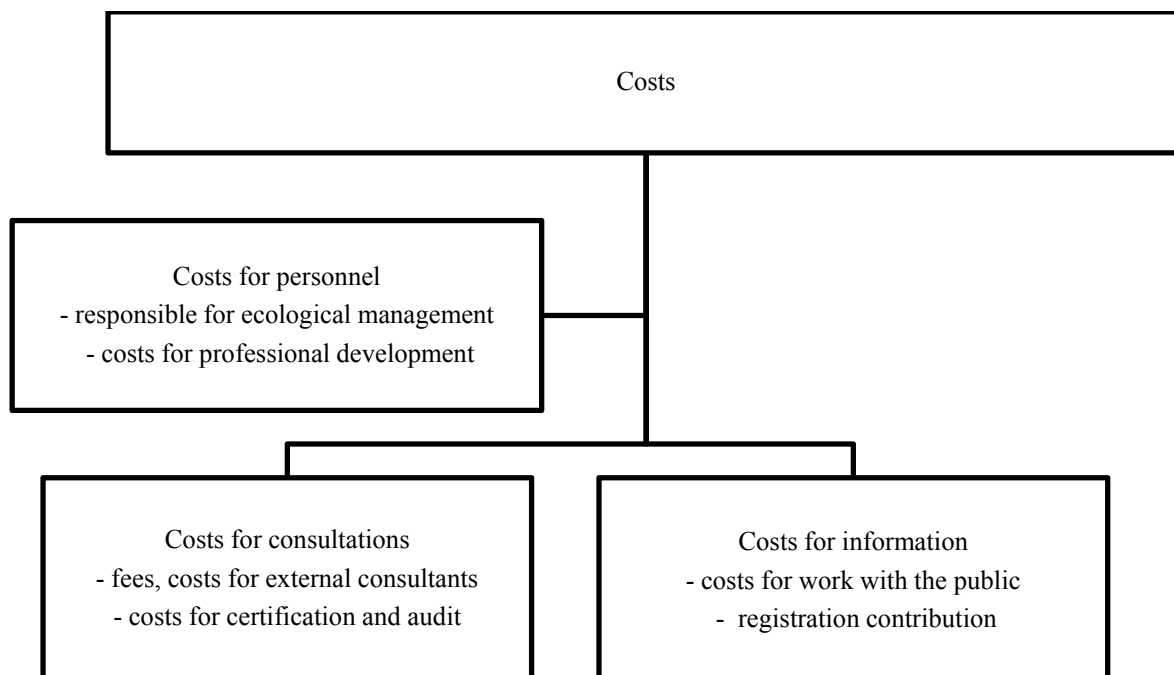 Costs
Costs for personnel
- responsible for ecological management
- costs for professional development
Costs for consultations
- fees, costs for external consultants
- costs for certification and audit
Costs for information
- costs for work with the public
-  registration contribution